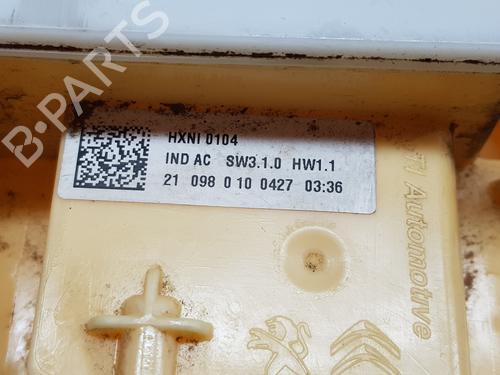 HXNI 0104
IND AC SW3.1.0 HW1.1
21 098 0 10 0427 03:36
Automotive
B-PARTS